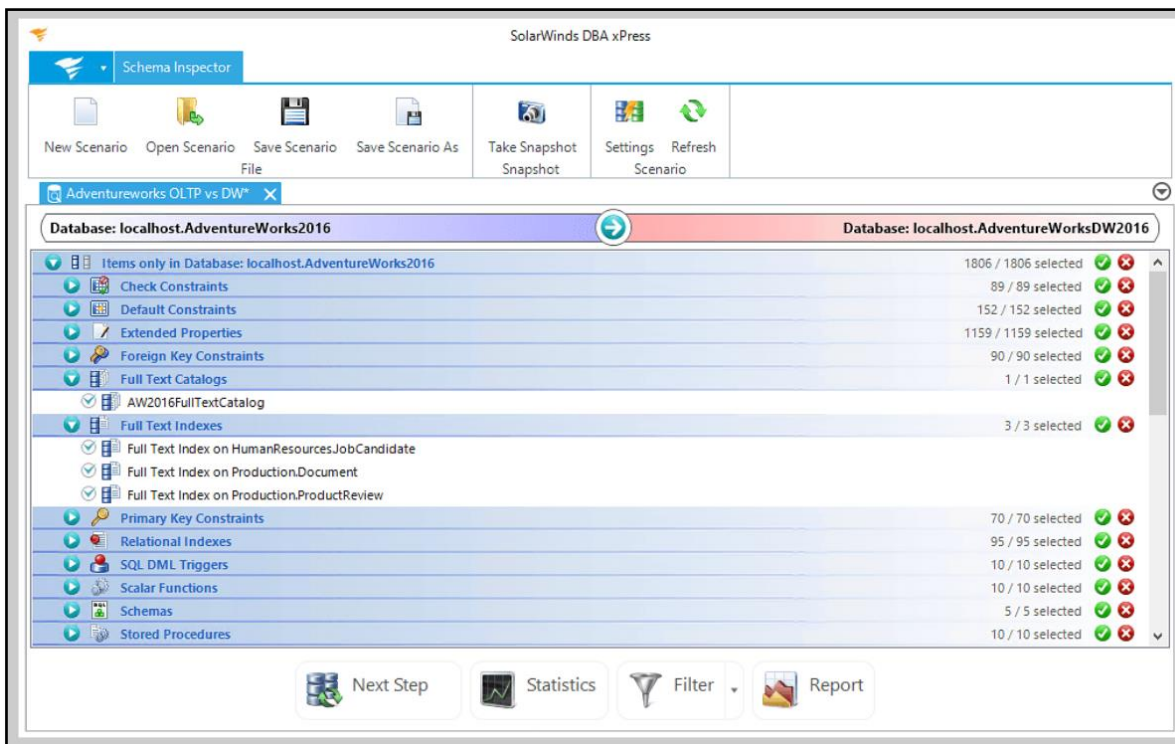 SolarWinds DBA xPress
Schema Inspector
New Scenario Open Scenario Save Scenario Save Scenario As Take Snapshot Settings Refresh
File Snapshot Scenario
Adventureworks OLTP vs DW*
Database: localhost.AdventureWorks2016 Database: localhost.AdventureWorksDW2016
Items only in Database: localhost.AdventureWorks2016 1806 / 1806 selected
Check Constraints 89 / 89 selected
Default Constraints 152 / 152 selected
Extended Properties 1159 / 1159 selected
Foreign Key Constraints 90 / 90 selected
Full Text Catalogs 1 / 1 selected
AW2016FullTextCatalog
Full Text Indexes 3 / 3 selected
Full Text Index on HumanResources.JobCandidate
Full Text Index on Production.Document
Full Text Index on Production.ProductReview
Primary Key Constraints 70 / 70 selected
Relational Indexes 95 / 95 selected
SQL DML Triggers 10 / 10 selected
Scalar Functions 10 / 10 selected
Schemas 5 / 5 selected
Stored Procedures 10 / 10 selected
Next Step Statistics Filter Report